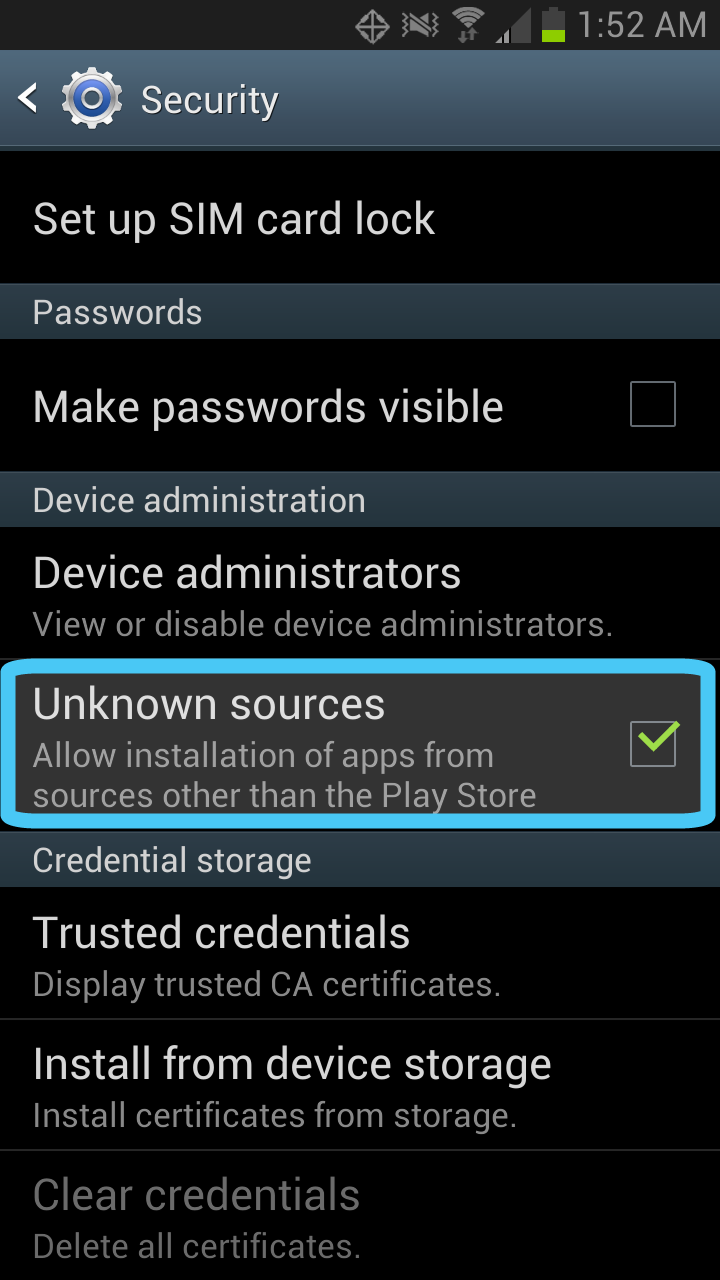 1:52 AM
Security
Set up SIM card lock
Passwords
Make passwords visible
Device administration
Device administrators
View or disable device administrators.
Unknown sources
Allow installation of apps from
sources other than the Play Store
Credential storage
Trusted credentials
Display trusted CA certificates.
Install from device storage
Install certificates from storage.
Clear credentials
Delete all certificates.